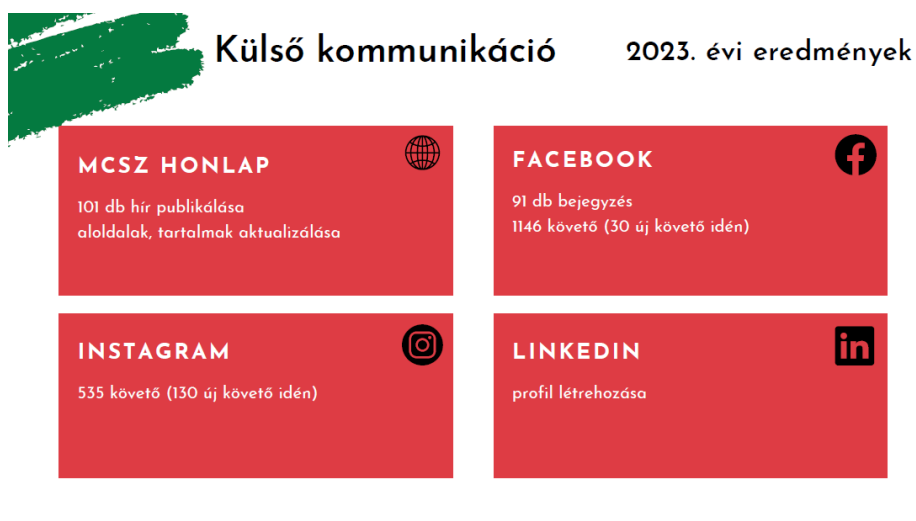 Külső kommunikáció
2023. évi eredmények
MCSZ HONLAP
101 db hír publikálása
aloldalak, tartalmak aktualizálása
FACEBOOK
91 db bejegyzés
1146 követő (30 új követő idén)
INSTAGRAM
535 követő (130 új követő idén)
LINKEDIN
in
profil létrehozása